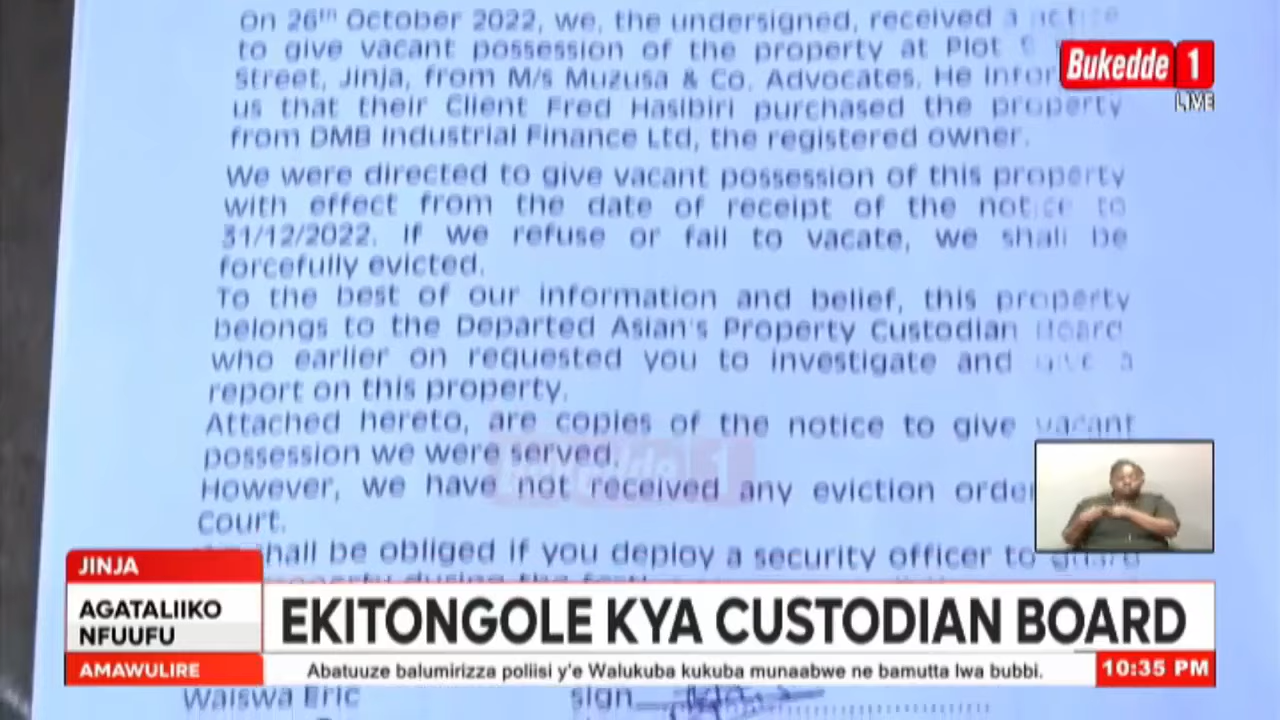 On 26th October 2022, we, the undersigned, received a notice
to give vacant possession of the property at Plot
Street, Jinja, from M/s Muzusa & Co. Advocates. He
us that their Client Fred Hasibiri purchased the property
from DMB Industrial Finance Ltd, the registered owner.
We were directed to give vacant possession of this property
with effect from the date of receipt of the notice to
31/12/2022. If we refuse or fail to vacate, we shall be
forcefully evicted.
To the best of our information and belief, this property
belongs to the Departed Asian's Property Custodian Board
who earlier on requested you to investigate and give a
report on this property.
Attached hereto, are copies of the notice to give vacant
possession we were served.
However, we have not received any eviction
Court.
shall be obliged if you deploy a security officer to guard
during the
Waiswa Eric sign
Bukedde 1
LIVE
Bukedde 1
JINJA
AGATALIIKO
NFUUFU
EKITONGOLE KYA CUSTODIAN BOARD
AMAWULIRE
Abatuuze balumirizza poliisi y'e Walukuba kukuba munaabwe ne bamutta lwa bubbi.
10:35 PM